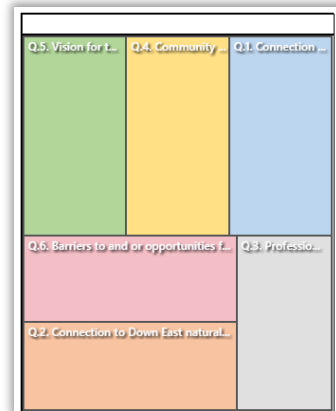 Q.5. Vision for t...
Q.4. Community ...
Q.1. Connection ...
Q.6. Barriers to and or opportunities f...
Q.3. Professio...
Q.2. Connection to Down East natural...